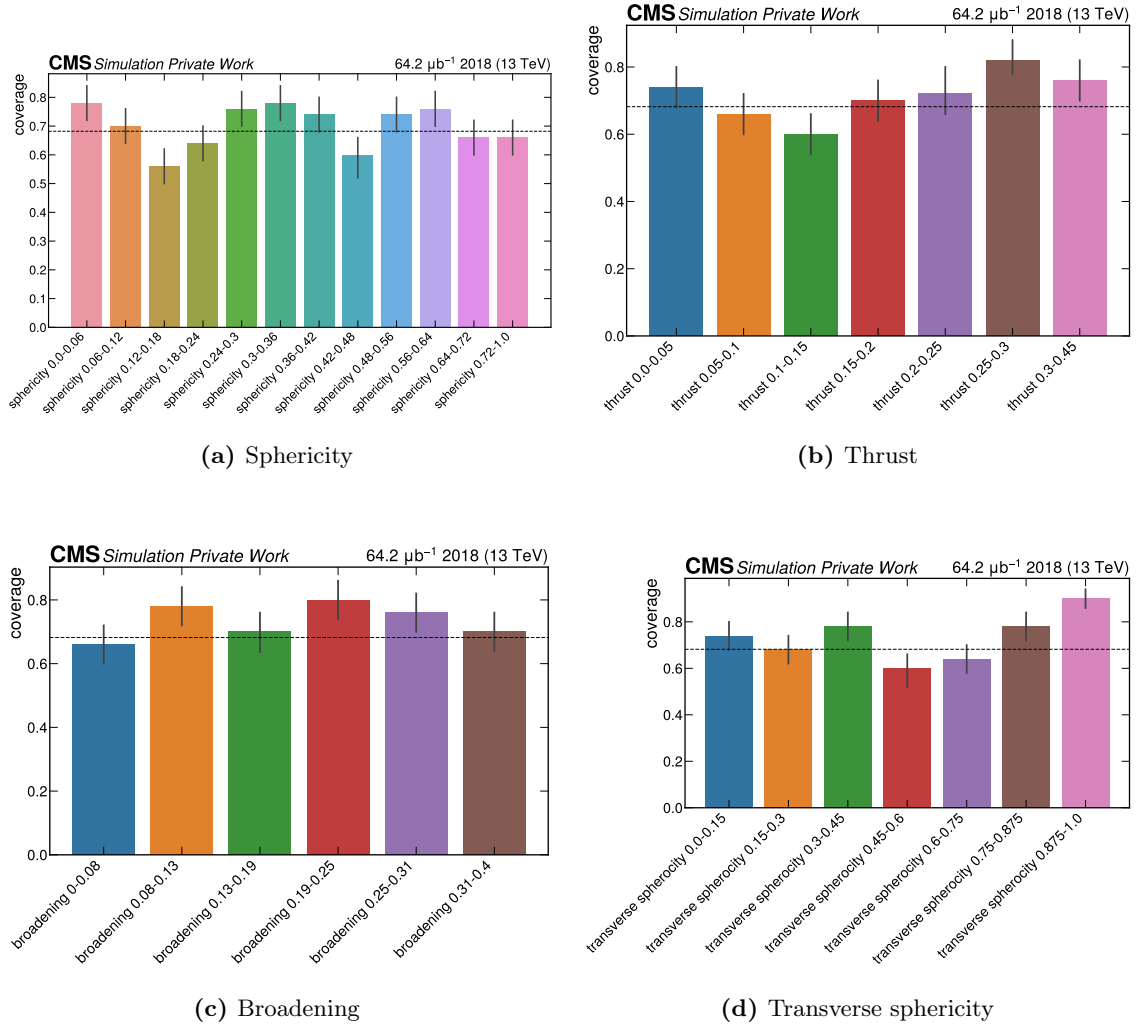 CMS Simulation Private Work 64.2 μb⁻¹ 2018 (13 TeV)
coverage
0.8
0.7
0.6
0.5
0.4
0.3
0.2
0.1
0.0
sphericity 0.0-0.06
sphericity 0.06-0.12
sphericity 0.12-0.18
sphericity 0.18-0.24
sphericity 0.24-0.3
sphericity 0.3-0.36
sphericity 0.36-0.42
sphericity 0.42-0.48
sphericity 0.48-0.56
sphericity 0.56-0.64
sphericity 0.64-0.72
sphericity 0.72-1.0
(a) Sphericity
CMS Simulation Private Work 64.2 μb⁻¹ 2018 (13 TeV)
coverage
0.8
0.6
0.4
0.2
0.0
thrust 0.0-0.05
thrust 0.05-0.1
thrust 0.1-0.15
thrust 0.15-0.2
thrust 0.2-0.25
thrust 0.25-0.3
thrust 0.3-0.45
(b) Thrust
CMS Simulation Private Work 64.2 μb⁻¹ 2018 (13 TeV)
coverage
0.8
0.6
0.4
0.2
0.0
broadening 0-0.08
broadening 0.08-0.13
broadening 0.13-0.19
broadening 0.19-0.25
broadening 0.25-0.31
broadening 0.31-0.4
(c) Broadening
CMS Simulation Private Work 64.2 μb⁻¹ 2018 (13 TeV)
coverage
0.8
0.6
0.4
0.2
0.0
transverse spherocity 0.0-0.15
transverse spherocity 0.15-0.3
transverse spherocity 0.3-0.45
transverse spherocity 0.45-0.6
transverse spherocity 0.6-0.75
transverse spherocity 0.75-0.875
transverse spherocity 0.875-1.0
(d) Transverse sphericity